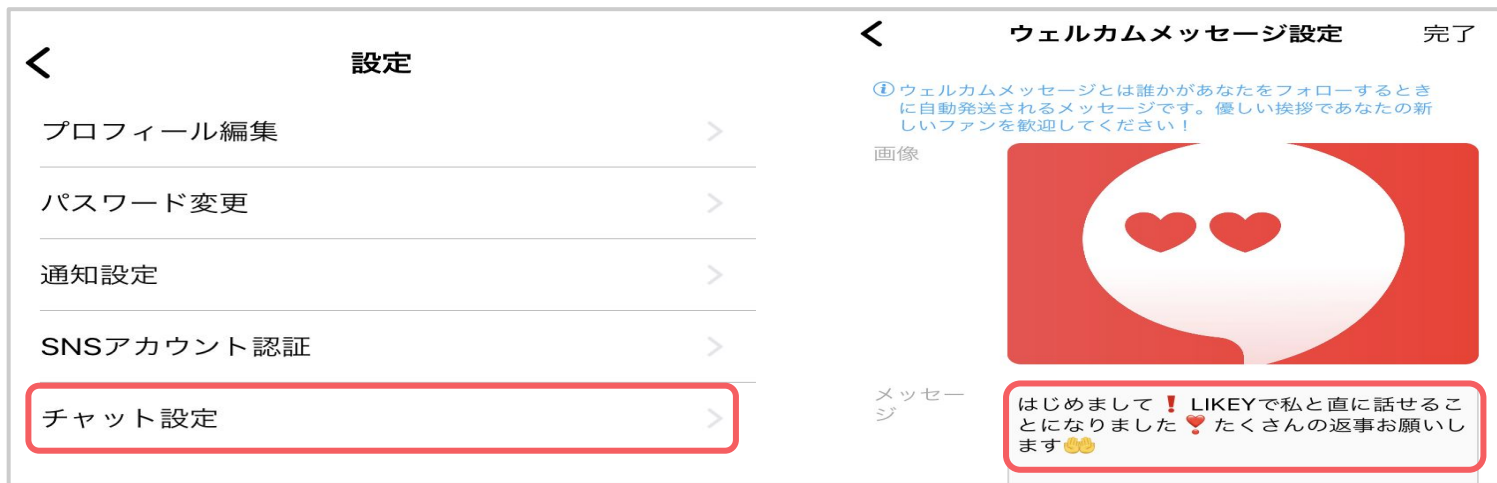 設定
プロフィール編集
パスワード変更
通知設定
SNSアカウント認証
チャット設定
ウェルカムメッセージ設定
完了
ウェルカムメッセージとは誰かがあなたをフォローするとき
に自動発送されるメッセージです。優しい挨拶であなたの新
しいファンを歓迎してください！
画像
メッセー
ジ
はじめまして❗ LIKEYで私と直に話せるこ
とになりました❣️たくさんの返事お願いし
ます🤲